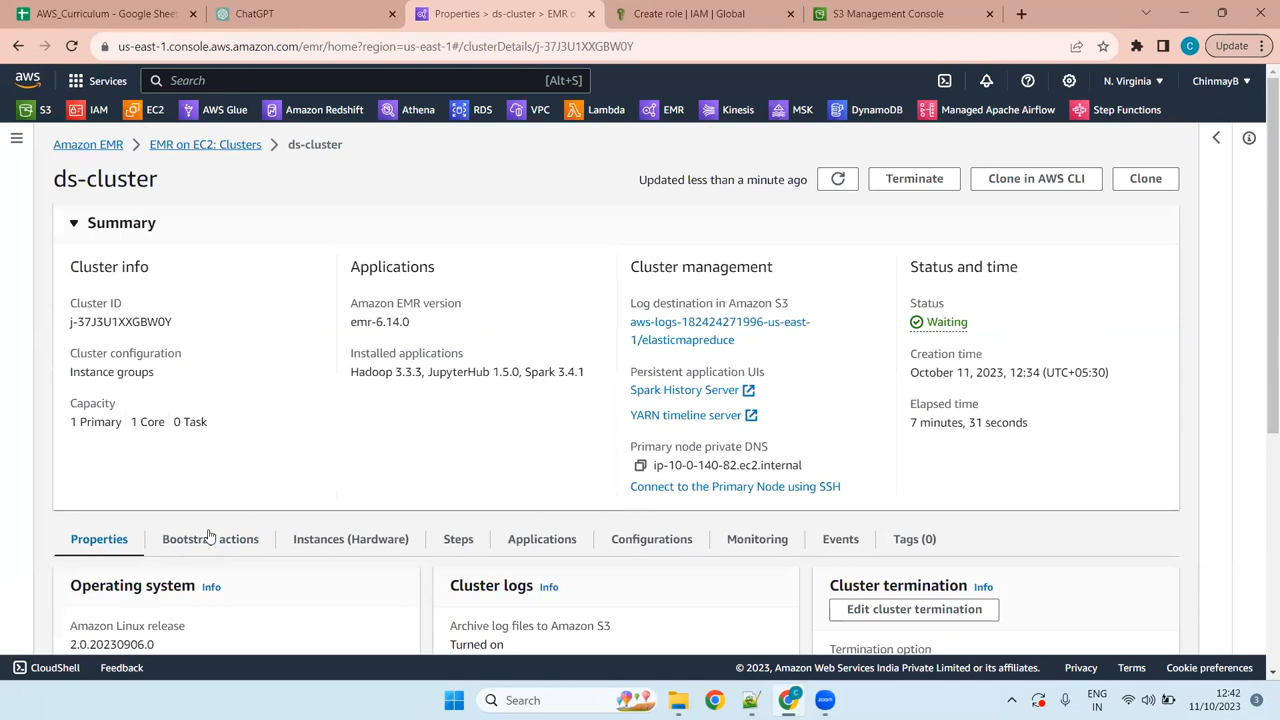 AWS_Curriculum - Google Sheet
ChatGPT
Properties > ds-cluster > EMR o
Create role | IAM | Global
S3 Management Console
us-east-1.console.aws.amazon.com/emr/home?region=us-east-1#/clusterDetails/j-37J3U1XXGBW0Y
C
Update
aws
Services
Search
[Alt+S]
N. Virginia
ChinmayB
S3
IAM
EC2
AWS Glue
Amazon Redshift
Athena
RDS
VPC
Lambda
EMR
Kinesis
MSK
DynamoDB
Managed Apache Airflow
Step Functions
Amazon EMR
EMR on EC2: Clusters
ds-cluster
ds-cluster
Updated less than a minute ago
Terminate
Clone in AWS CLI
Clone
Summary
Cluster info
Cluster ID
j-37J3U1XXGBW0Y
Cluster configuration
Instance groups
Capacity
1 Primary 1 Core 0 Task
Applications
Amazon EMR version
emr-6.14.0
Installed applications
Hadoop 3.3.3, JupyterHub 1.5.0, Spark 3.4.1
Cluster management
Log destination in Amazon S3
aws-logs-182424271996-us-east-
1/elasticmapreduce
Persistent application UIs
Spark History Server
YARN timeline server
Primary node private DNS
ip-10-0-140-82.ec2.internal
Connect to the Primary Node using SSH
Status and time
Status
Waiting
Creation time
October 11, 2023, 12:34 (UTC+05:30)
Elapsed time
7 minutes, 31 seconds
Properties
Bootstrap actions
Instances (Hardware)
Steps
Applications
Configurations
Monitoring
Events
Tags (0)
Operating system Info
Amazon Linux release
2.0.20230906.0
Cluster logs Info
Archive log files to Amazon S3
Turned on
Cluster termination Info
Edit cluster termination
Termination option
CloudShell
Feedback
© 2023, Amazon Web Services India Private Limited or its affiliates.
Privacy
Terms
Cookie preferences
Search
zoom
ENG
IN
12:42
11/10/2023
3